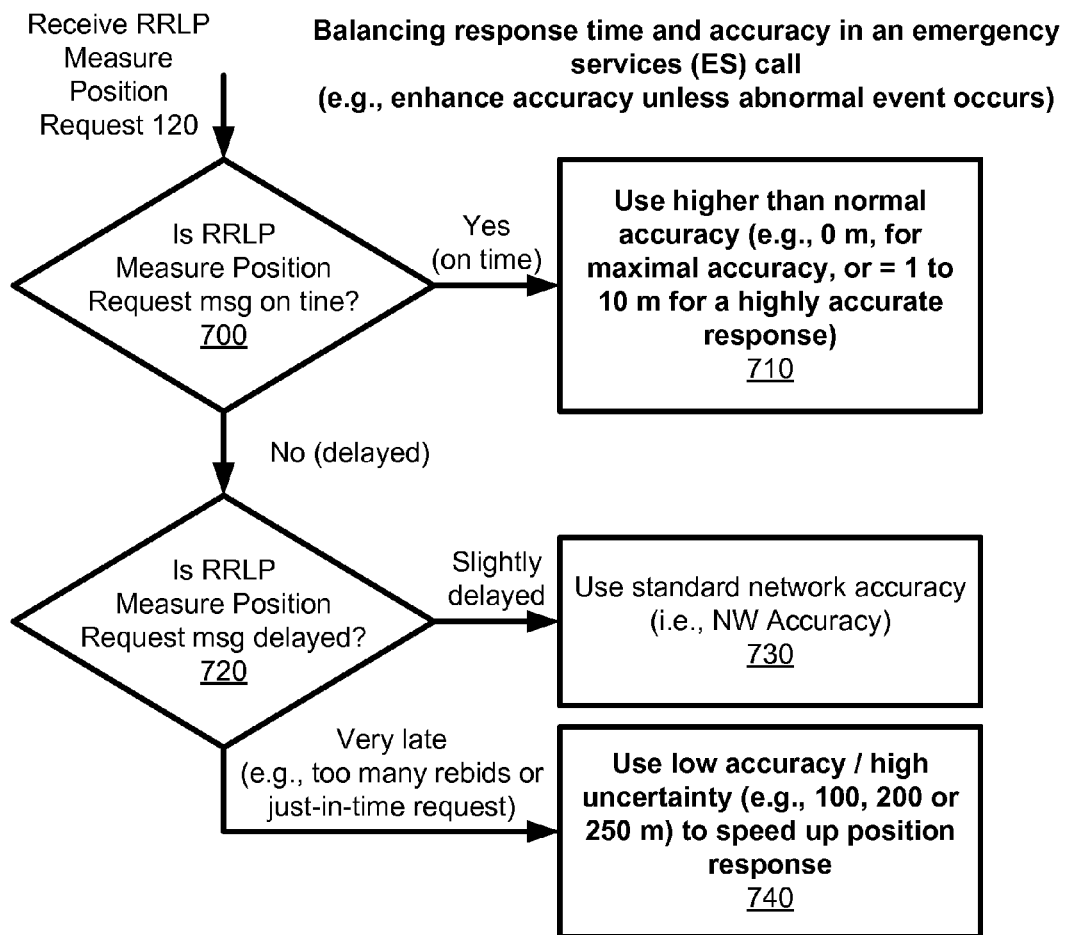 Receive RRLP
Measure
Position
Request 120
Balancing response time and accuracy in an emergency
services (ES) call
(e.g., enhance accuracy unless abnormal event occurs)
Is RRLP
Measure Position
Request msg on tine?
700
Yes
(on time)
Use higher than normal
accuracy (e.g., 0 m, for
maximal accuracy, or = 1 to
10 m for a highly accurate
response)
710
No (delayed)
Is RRLP
Measure Position
Request msg delayed?
720
Slightly
delayed
Use standard network accuracy
(i.e., NW Accuracy)
730
Very late
(e.g., too many rebids or
just-in-time request)
Use low accuracy / high
uncertainty (e.g., 100, 200 or
250 m) to speed up position
response
740